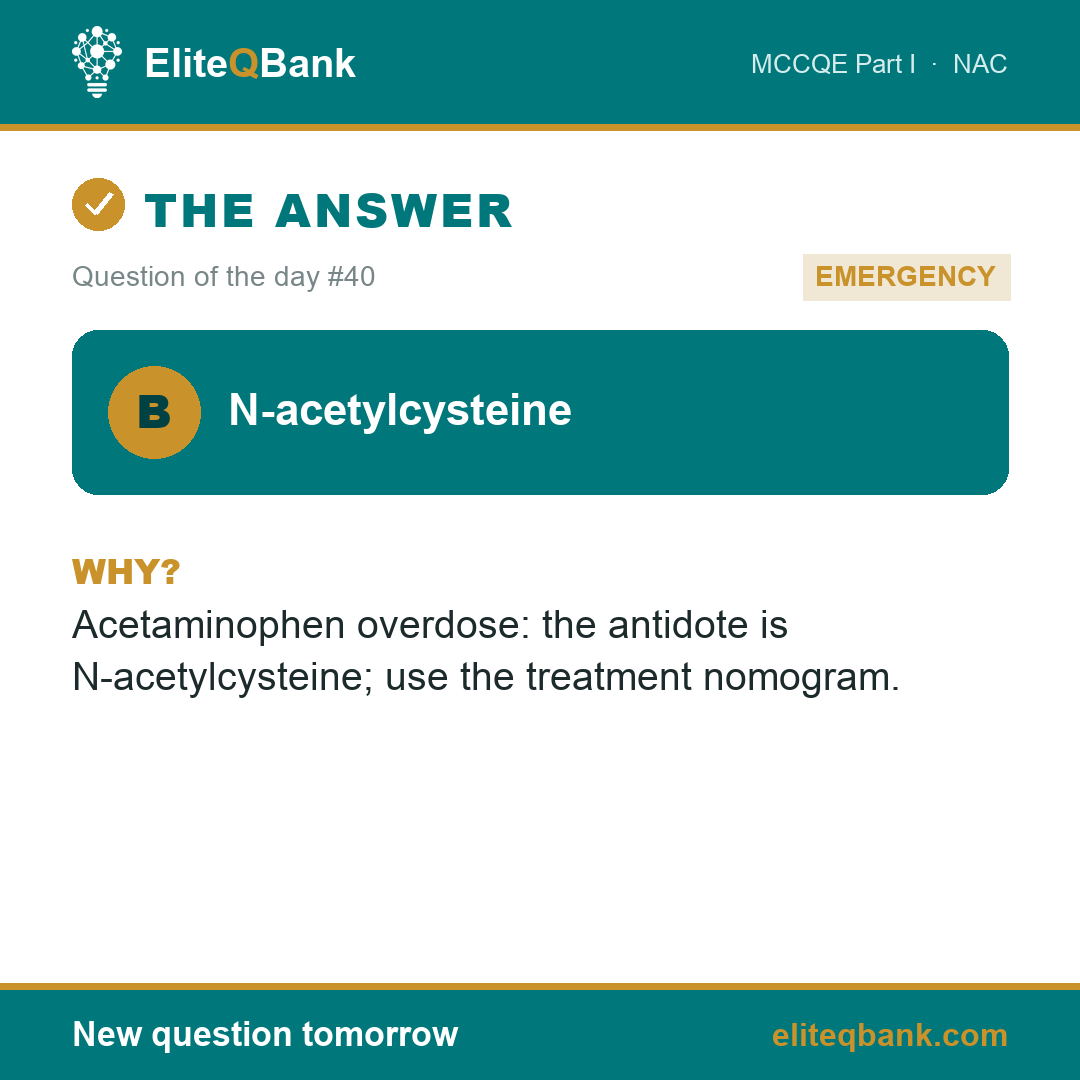 EliteQBank
MCCQE Part I · NAC
THE ANSWER
Question of the day #40
EMERGENCY
B
N-acetylcysteine
WHY?
Acetaminophen overdose: the antidote is
N-acetylcysteine; use the treatment nomogram.
New question tomorrow
eliteqbank.com